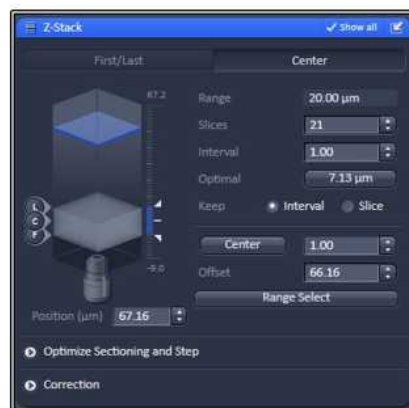 Z-Stack Show all
First/Last Center
67.2
Range 20.00 µm
Slices 21
Interval 1.00
Optimal 7.13 µm
Keep Interval Slice
L
C
F
Center 1.00
-9.0
Offset 66.16
Range Select
Position (µm) 67.16
Optimize Sectioning and Step
Correction